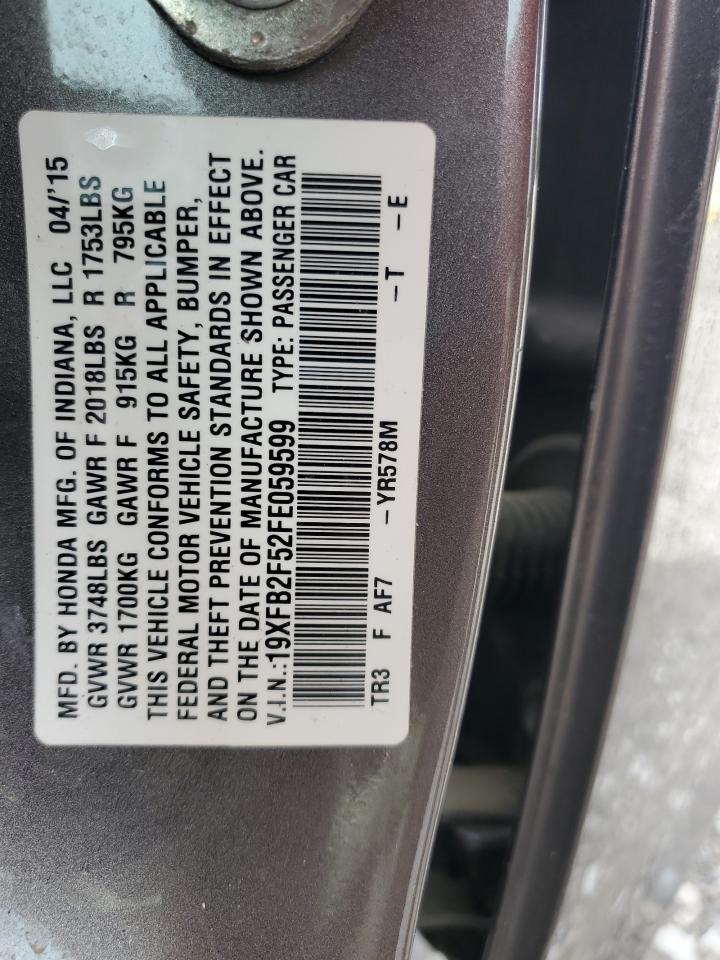 MFD. BY HONDA MFG. OF INDIANA, LLC 04/'15
GVWR 3748LBS GAWR F 2018LBS R 1753LBS
GVWR 1700KG GAWR F 915KG R 795KG
THIS VEHICLE CONFORMS TO ALL APPLICABLE
FEDERAL MOTOR VEHICLE SAFETY, BUMPER,
AND THEFT PREVENTION STANDARDS IN EFFECT
ON THE DATE OF MANUFACTURE SHOWN ABOVE.
V.I.N.:19XFB2F52FE059599 TYPE: PASSENGER CAR
TR3 F AF7 -YR578M -T -E